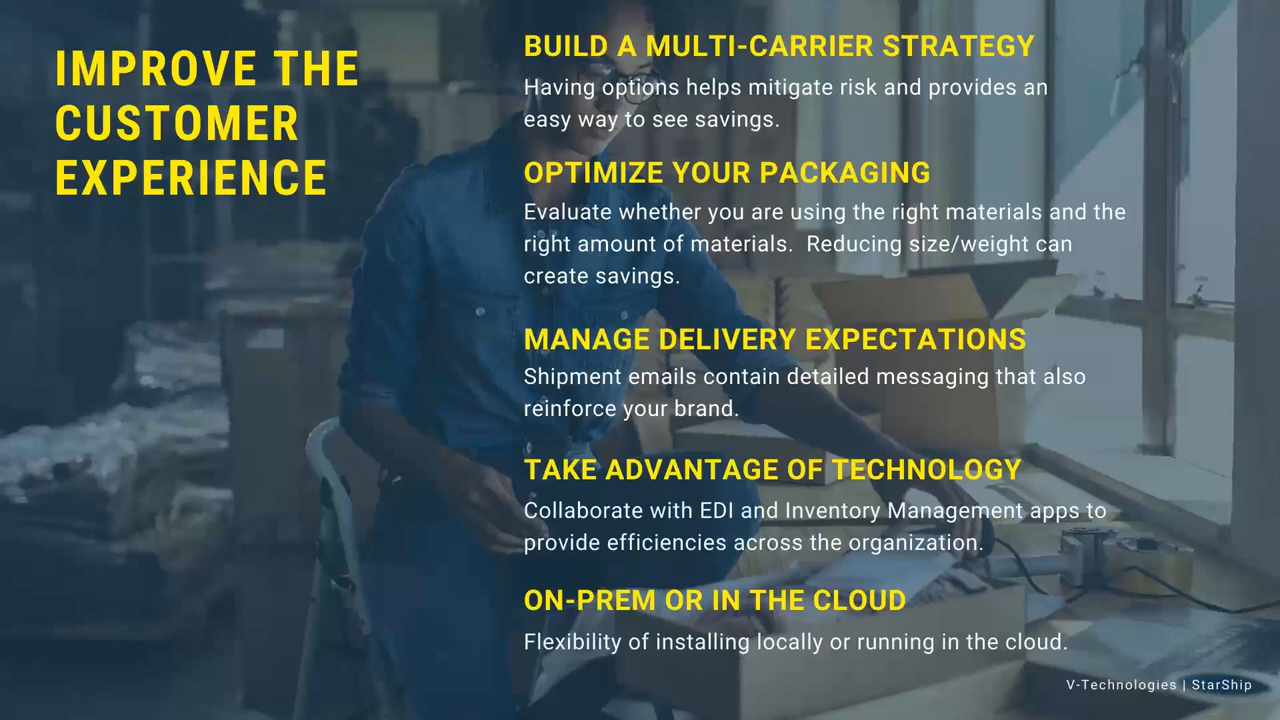 IMPROVE THE
CUSTOMER
EXPERIENCE
BUILD A MULTI-CARRIER STRATEGY
Having options helps mitigate risk and provides an
easy way to see savings.
OPTIMIZE YOUR PACKAGING
Evaluate whether you are using the right materials and the
right amount of materials.  Reducing size/weight can
create savings.
MANAGE DELIVERY EXPECTATIONS
Shipment emails contain detailed messaging that also
reinforce your brand.
TAKE ADVANTAGE OF TECHNOLOGY
Collaborate with EDI and Inventory Management apps to
provide efficiencies across the organization.
ON-PREM OR IN THE CLOUD
Flexibility of installing locally or running in the cloud.
V-Technologies | StarShip